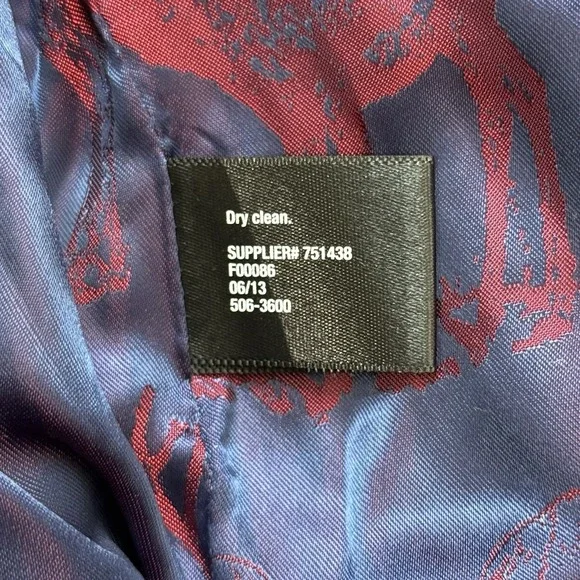 Dry clean.
SUPPLIER# 751438
F00086
06/13
506-3600